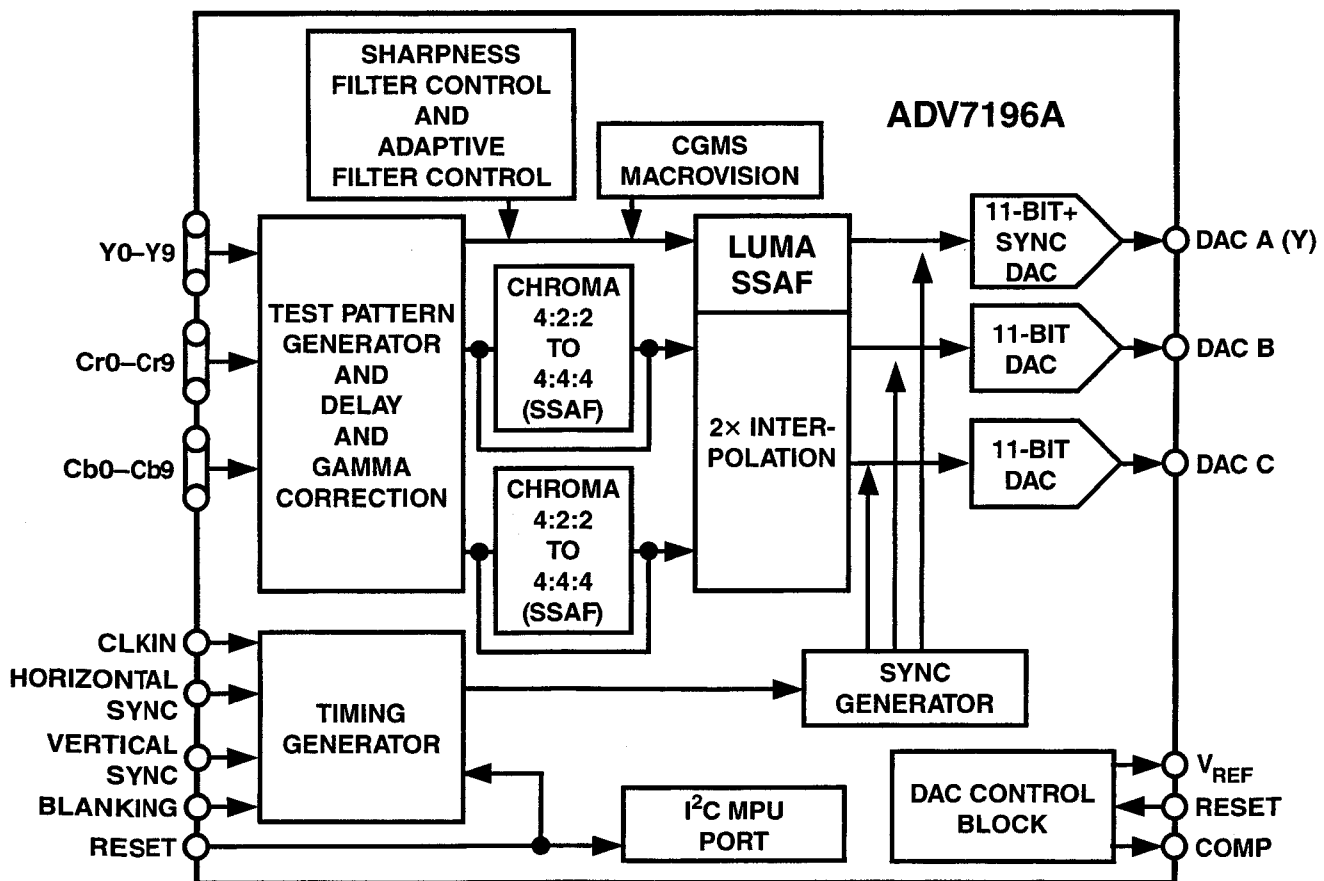 SHARPNESS
FILTER CONTROL
AND
ADAPTIVE
FILTER CONTROL
CGMS
MACROVISION
ADV7196A
Y0–Y9
Cr0–Cr9
Cb0–Cb9
TEST PATTERN
GENERATOR
AND
DELAY
AND
GAMMA
CORRECTION
CHROMA
4:2:2
TO
4:4:4
(SSAF)
CHROMA
4:2:2
TO
4:4:4
(SSAF)
LUMA
SSAF
2× INTER-
POLATION
11-BIT+
SYNC
DAC
DAC A (Y)
11-BIT
DAC
DAC B
11-BIT
DAC
DAC C
CLKIN
HORIZONTAL
SYNC
VERTICAL
SYNC
BLANKING
RESET
TIMING
GENERATOR
SYNC
GENERATOR
I²C MPU
PORT
DAC CONTROL
BLOCK
VREF
RESET
COMP